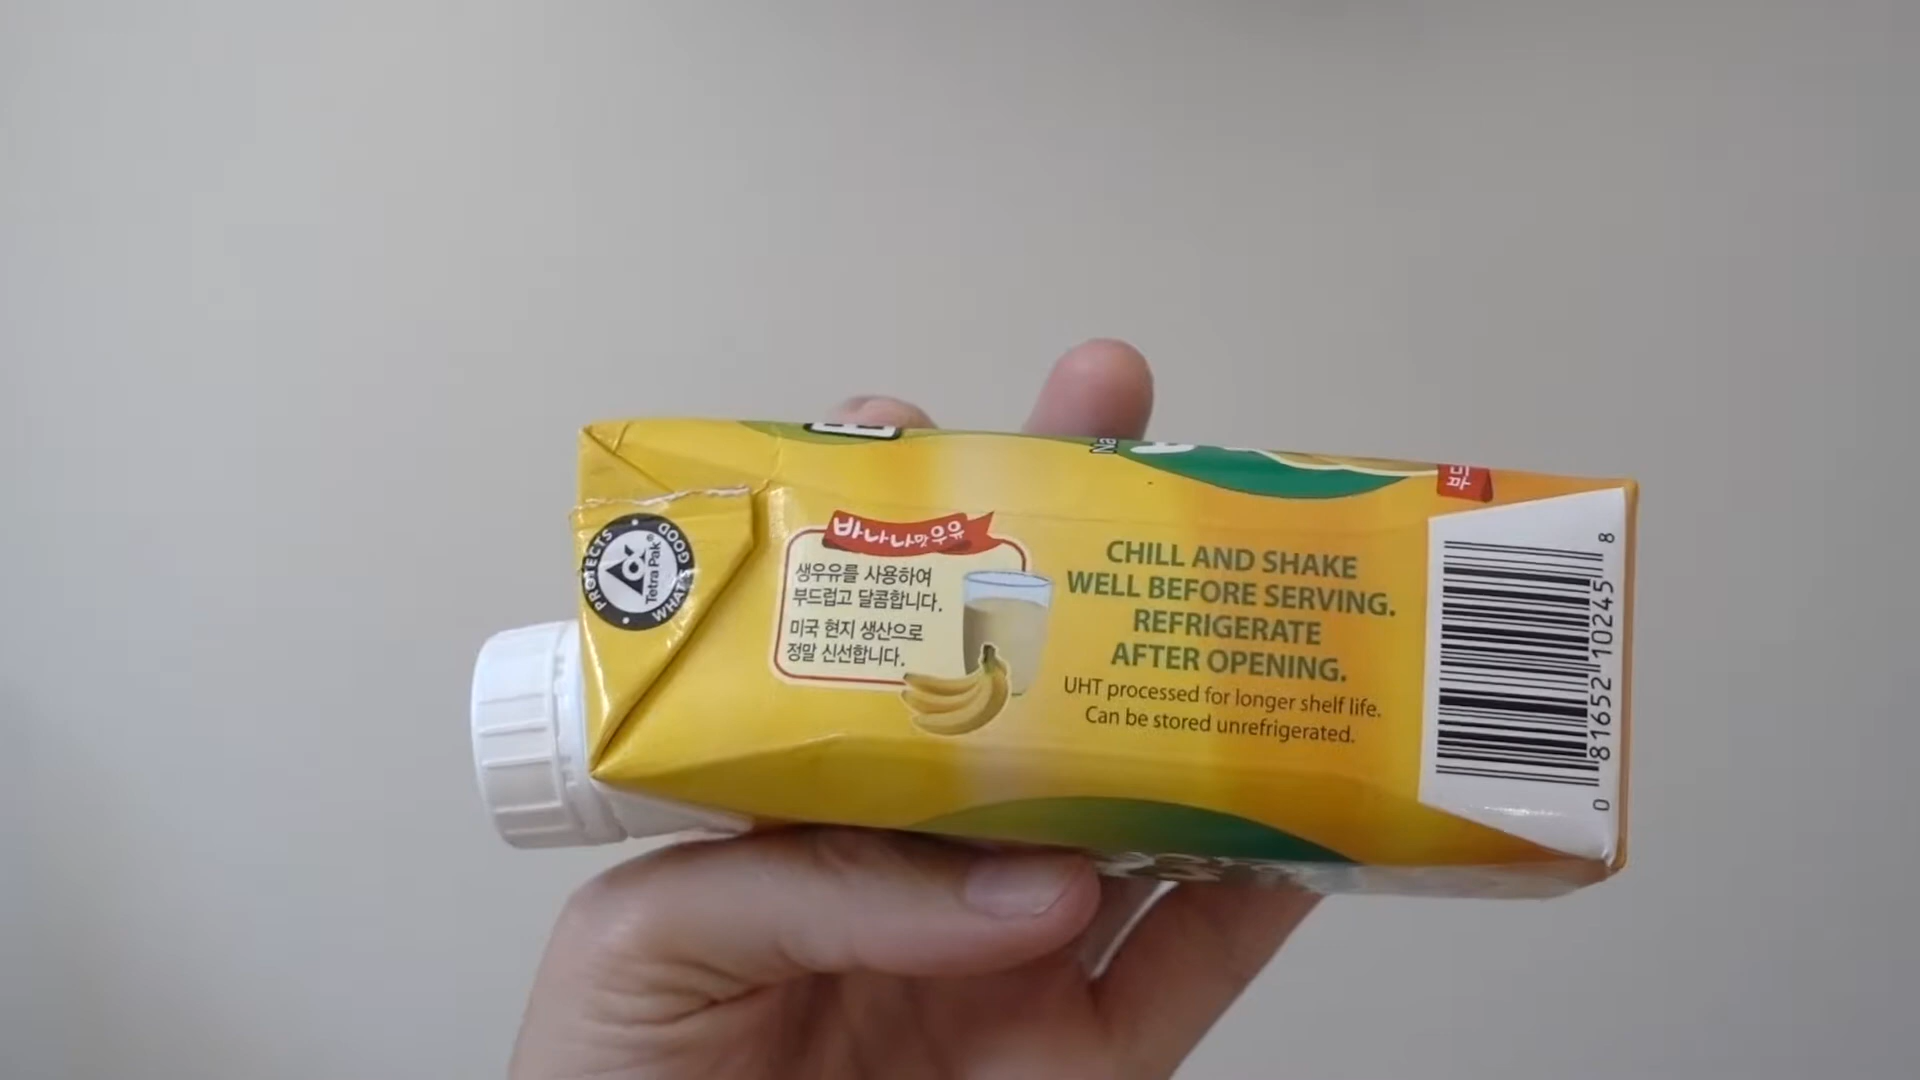 PROTECTS
WHAT'S GOOD
Tetra Pak®
바나나맛우유
생우유를 사용하여
부드럽고 달콤합니다.
미국 현지 생산으로
정말 신선합니다.
CHILL AND SHAKE
WELL BEFORE SERVING.
REFRIGERATE
AFTER OPENING.
UHT processed for longer shelf life.
Can be stored unrefrigerated.
0 81652 10245 8